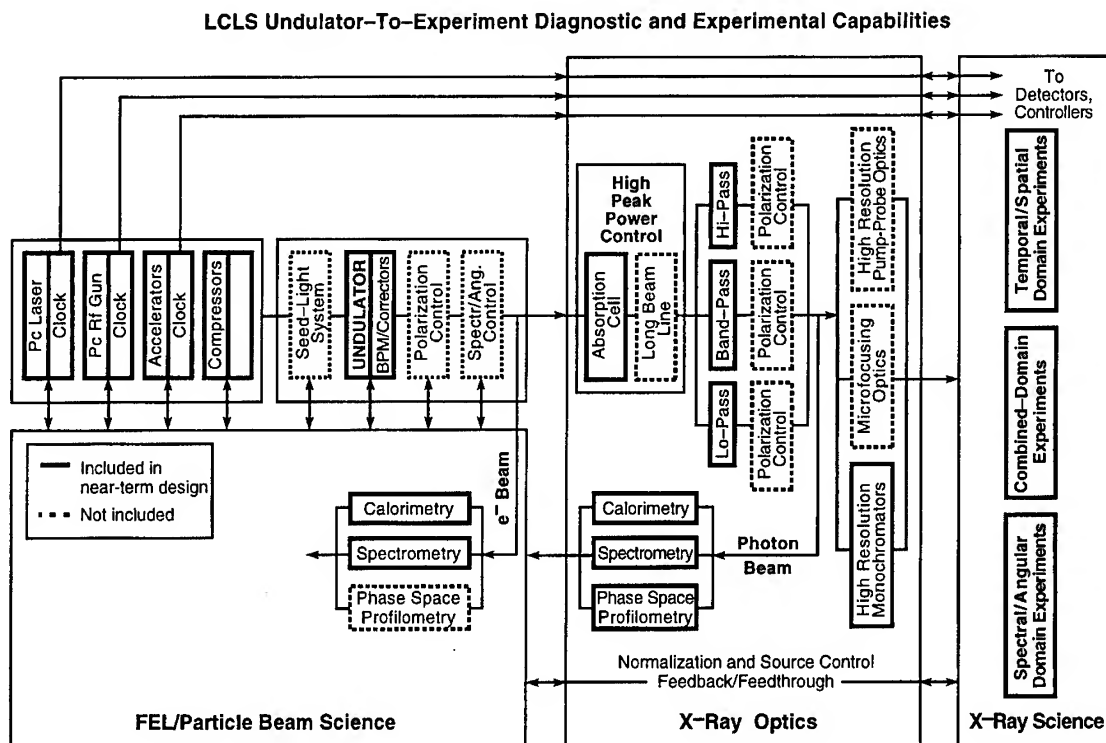 LCLS Undulator–To–Experiment Diagnostic and Experimental Capabilities
To
Detectors,
Controllers
Pc Laser
Clock
Pc Rf Gun
Clock
Accelerators
Clock
Compressors
Seed–Light
System
UNDULATOR
BPM/Correctors
Polarization
Control
Spectr/Ang.
Control
High
Peak
Power
Control
Absorption
Cell
Long Beam
Line
Hi–Pass
Polarization
Control
Band–Pass
Polarization
Control
Lo–Pass
Polarization
Control
High Resolution
Pump-Probe Optics
Microfocusing
Optics
High Resolution
Monochromators
Temporal/Spatial
Domain Experiments
Combined–Domain
Experiments
Spectral/Angular
Domain Experiments
Included in
near-term design
Not included
e– Beam
Calorimetry
Spectrometry
Phase Space
Profilometry
Calorimetry
Spectrometry
Phase Space
Profilometry
Photon
Beam
Normalization and Source Control
Feedback/Feedthrough
FEL/Particle Beam Science
X–Ray Optics
X–Ray Science